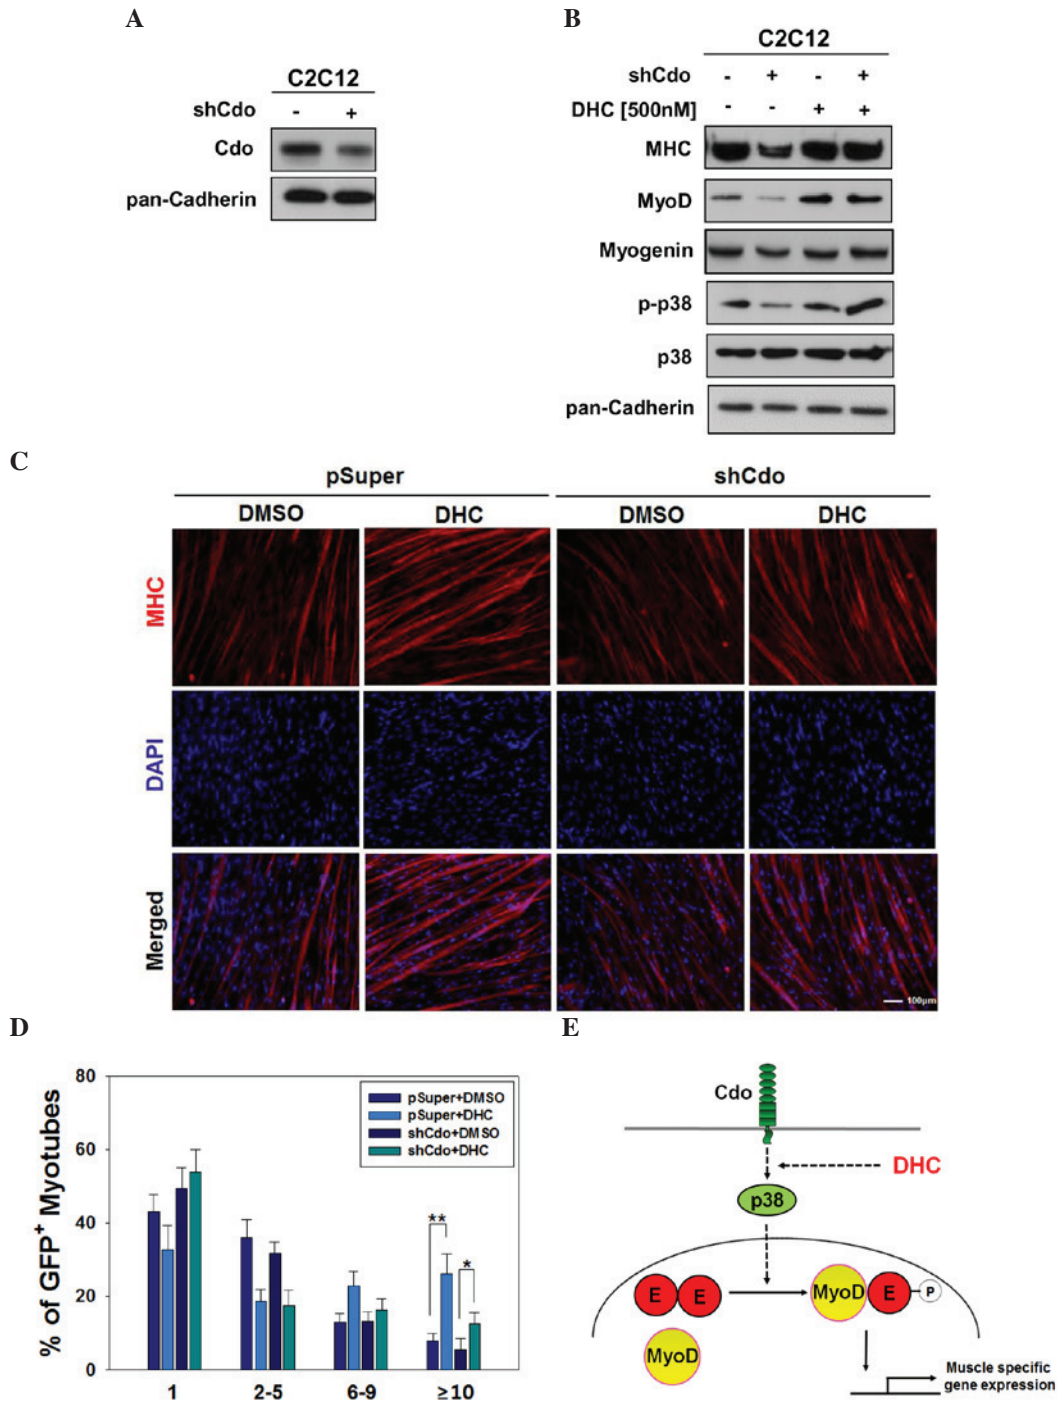 A
C2C12
shCdo - +
Cdo
pan-Cadherin
B
C2C12
shCdo - + - +
DHC [500nM] - - + +
MHC
MyoD
Myogenin
p-p38
p38
pan-Cadherin
C
pSuper shCdo
DMSO DHC DMSO DHC
MHC
DAPI
Merged
100μm
D
% of GFP+ Myotubes
80
60
40
20
0
pSuper+DMSO
pSuper+DHC
shCdo+DMSO
shCdo+DHC
** *
1 2-5 6-9 ≥10
E
Cdo
DHC
p38
E E MyoD E P
MyoD
Muscle specific
gene expression